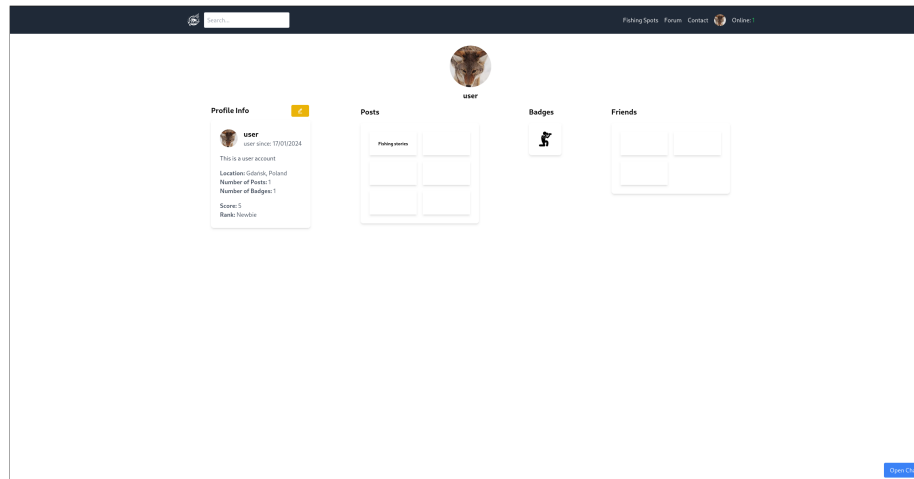 Search...
Fishing Spots Forum Contact Online: 1
user
Profile Info
user
user since: 17/01/2024
This is a user account
Location: Gdańsk, Poland
Number of Posts: 1
Number of Badges: 1
Score: 5
Rank: Newbie
Posts
Fishing stories
Badges
Friends
Open Cha